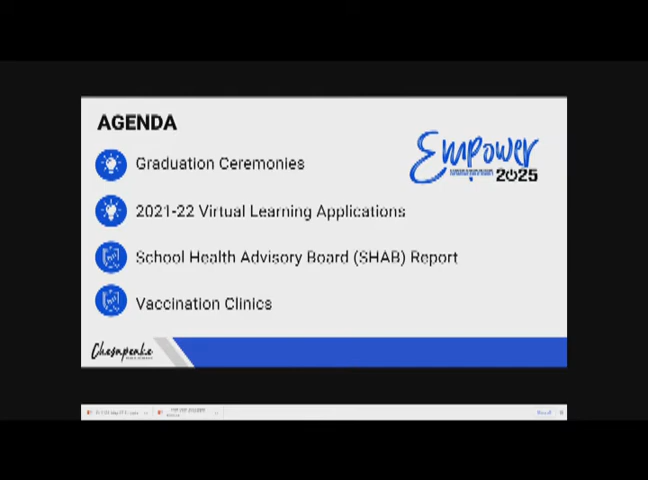 AGENDA
Empower
2025
Graduation Ceremonies
2021-22 Virtual Learning Applications
School Health Advisory Board (SHAB) Report
Vaccination Clinics
Chesapeake